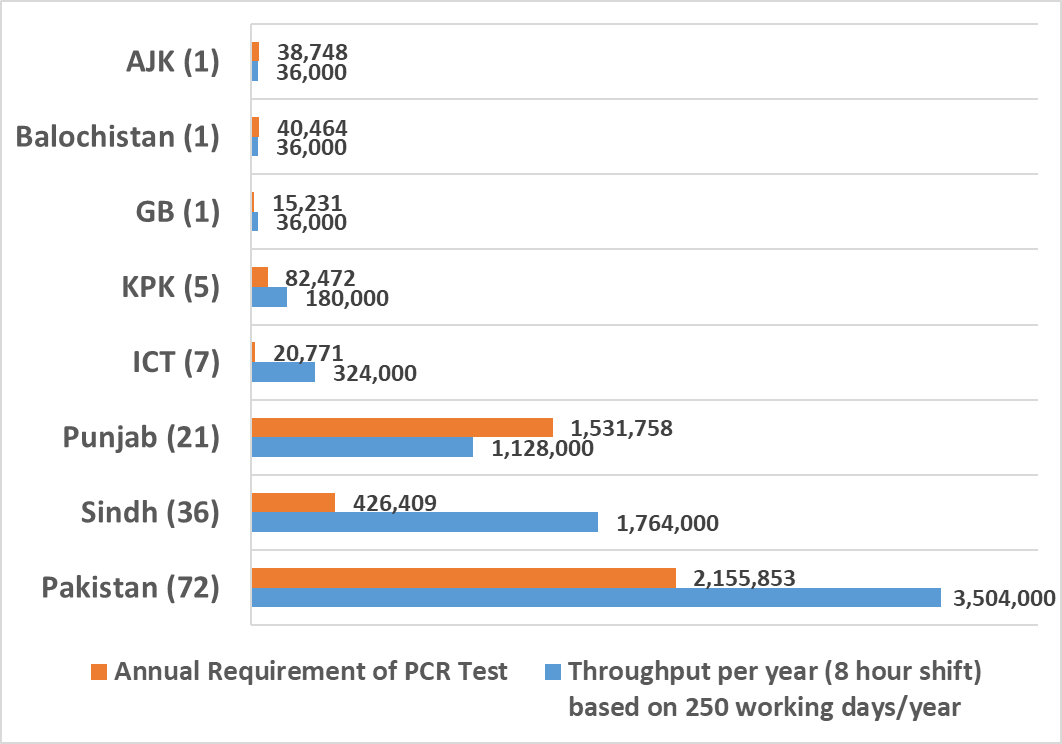 AJK (1)
38,748
36,000
Balochistan (1)
40,464
36,000
GB (1)
15,231
36,000
KPK (5)
82,472
180,000
ICT (7)
20,771
324,000
Punjab (21)
1,531,758
1,128,000
Sindh (36)
426,409
1,764,000
Pakistan (72)
2,155,853
3,504,000
Annual Requirement of PCR Test
Throughput per year (8 hour shift)
based on 250 working days/year